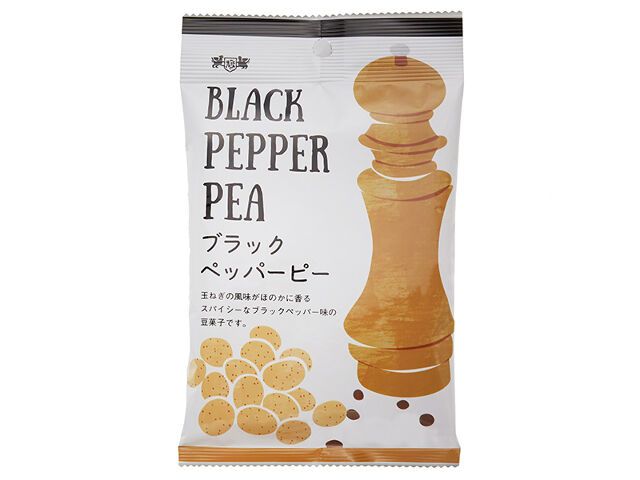 BLACK
PEPPER
PEA
ブラック
ペッパーピー
玉ねぎの風味がほのかに香る
スパイシーなブラックペッパー味の
豆菓子です。